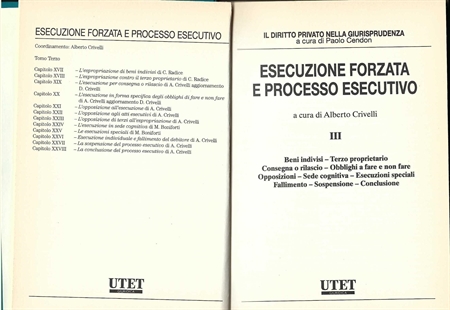 ESECUZIONE FORZATA E PROCESSO ESECUTIVO
Coordinamento: Alberto Crivelli
Tomo Terzo
Capitolo XVII – L'espropriazione di beni indivisi di C. Radice
Capitolo XVIII – L'espropriazione contro il terzo proprietario di C. Radice
Capitolo XIX – L'esecuzione per consegna o rilascio di A. Crivelli aggiornamento
D. Crivelli
Capitolo XX – L'esecuzione in forma specifica degli obblighi di fare e non fare
di A. Crivelli aggiornamento D. Crivelli
Capitolo XXI – L'opposizione all'esecuzione di A. Crivelli
Capitolo XXII – L'opposizione agli atti esecutivi di A. Crivelli
Capitolo XXIII – L'opposizione di terzi all'espropriazione di A. Crivelli
Capitolo XXIV – L'esecuzione in sede cognitiva di M. Boniforti
Capitolo XXV – Le esecuzioni speciali di M. Boniforti
Capitolo XXVI – Esecuzione individuale e fallimento del debitore di A. Crivelli
Capitolo XXVII – La sospensione del processo esecutivo di A. Crivelli
Capitolo XXVIII – La conclusione del processo esecutivo di A. Crivelli
UTET
GIURIDICA
IL DIRITTO PRIVATO NELLA GIURISPRUDENZA
a cura di Paolo Cendon
ESECUZIONE FORZATA
E PROCESSO ESECUTIVO
a cura di Alberto Crivelli
III
Beni indivisi – Terzo proprietario
Consegna o rilascio – Obblighi a fare e non fare
Opposizioni – Sede cognitiva – Esecuzioni speciali
Fallimento – Sospensione – Conclusione
UTET
GIURIDICA